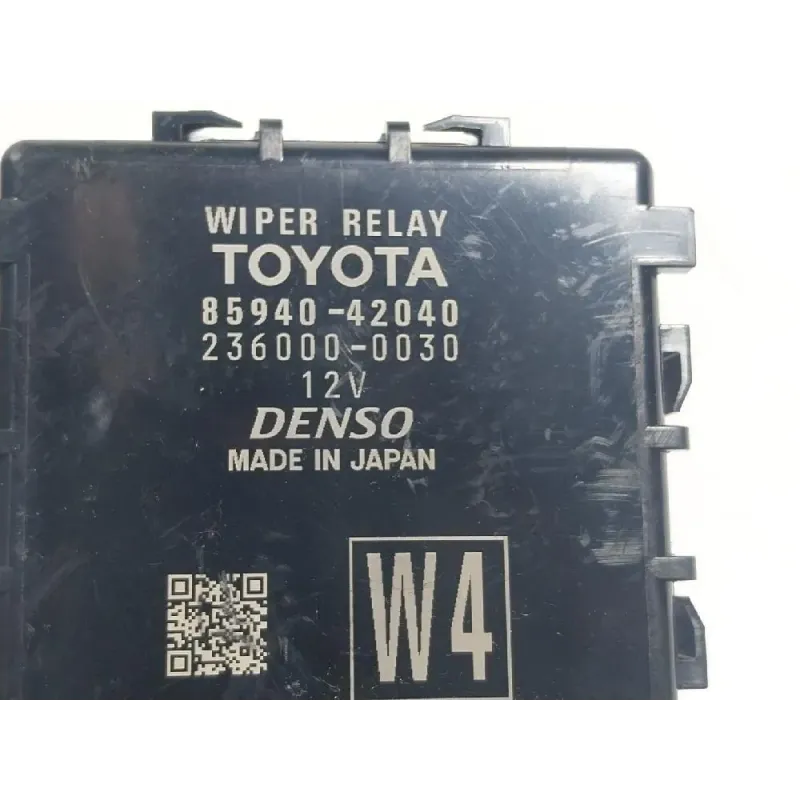 WIPER RELAY
TOYOTA
85940-42040
236000-0030
12V
DENSO
MADE IN JAPAN
W4